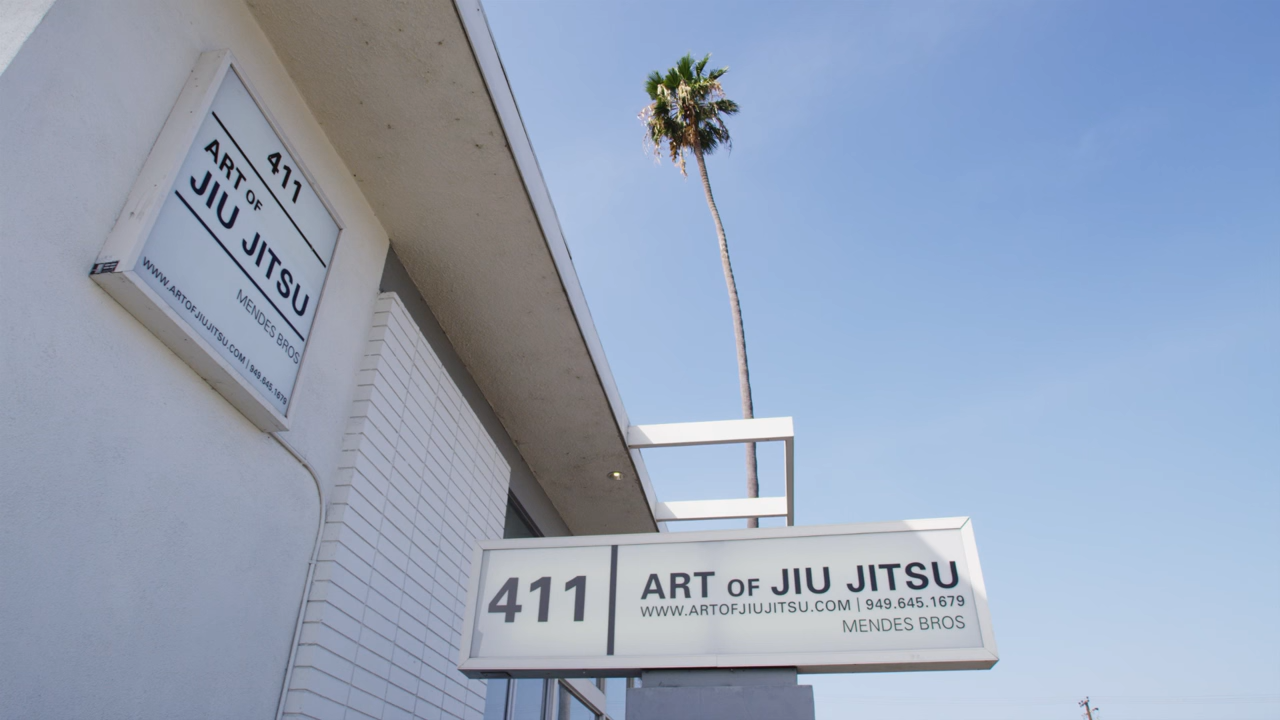 411
ART OF
JIU JITSU
MENDES BROS
WWW.ARTOFJIUJITSU.COM | 949.645.1679
411
ART OF JIU JITSU
WWW.ARTOFJIUJITSU.COM | 949.645.1679
MENDES BROS